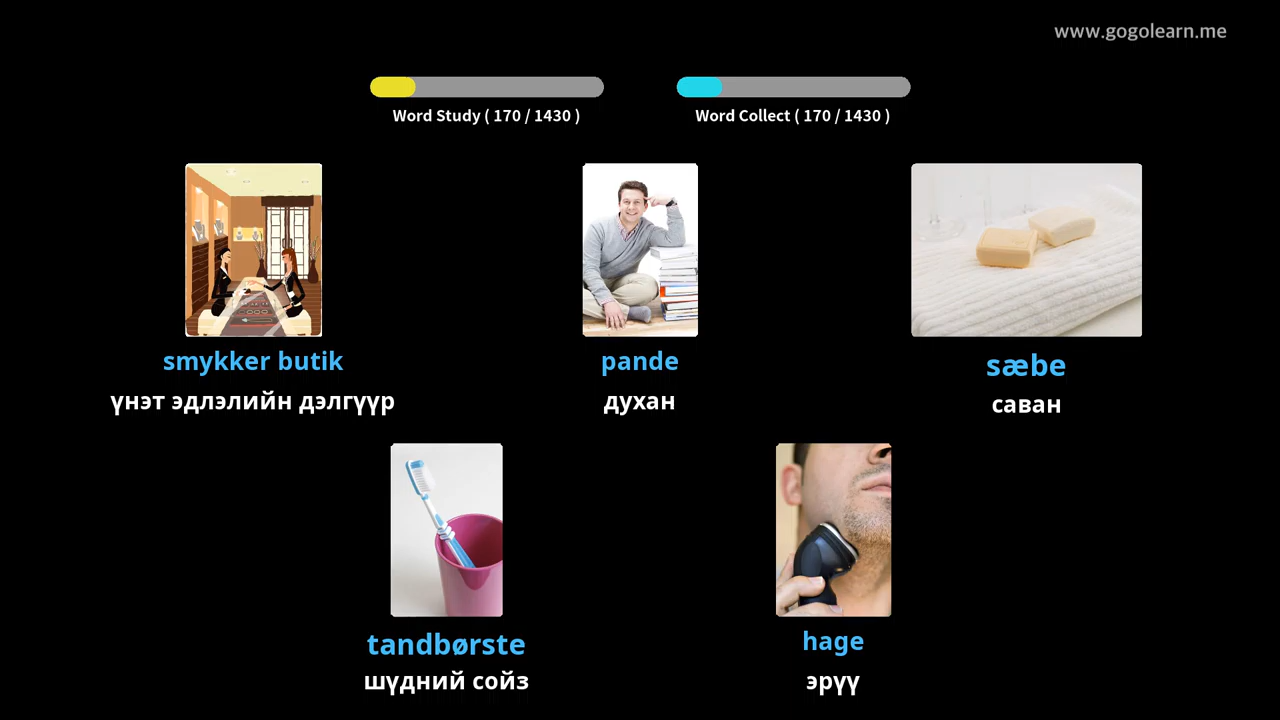 www.gogolearn.me
Word Study ( 170 / 1430 )
Word Collect ( 170 / 1430 )
smykker butik
үнэт эдлэлийн дэлгүүр
pande
духан
sæbe
саван
tandbørste
шүдний сойз
hage
эрүү